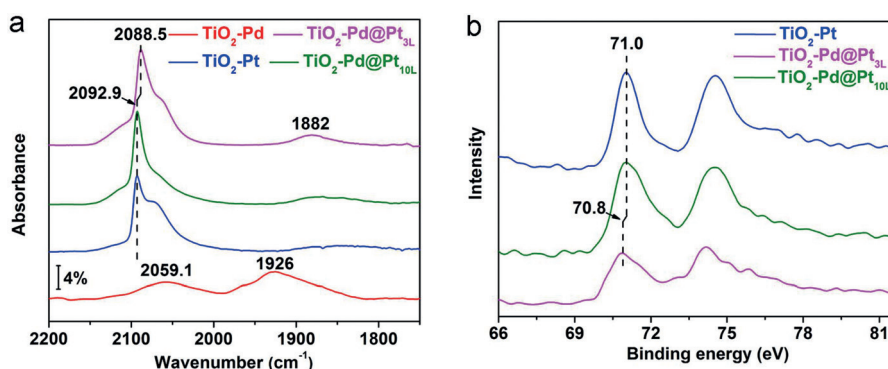 a
2088.5
TiO2-Pd
TiO2-Pd@Pt3L
TiO2-Pt
TiO2-Pd@Pt10L
2092.9
1882
4%
2059.1
1926
Absorbance
2200 2100 2000 1900 1800
Wavenumber (cm-1)
b
71.0
TiO2-Pt
TiO2-Pd@Pt3L
TiO2-Pd@Pt10L
70.8
Intensity
66 69 72 75 78 81
Binding energy (eV)